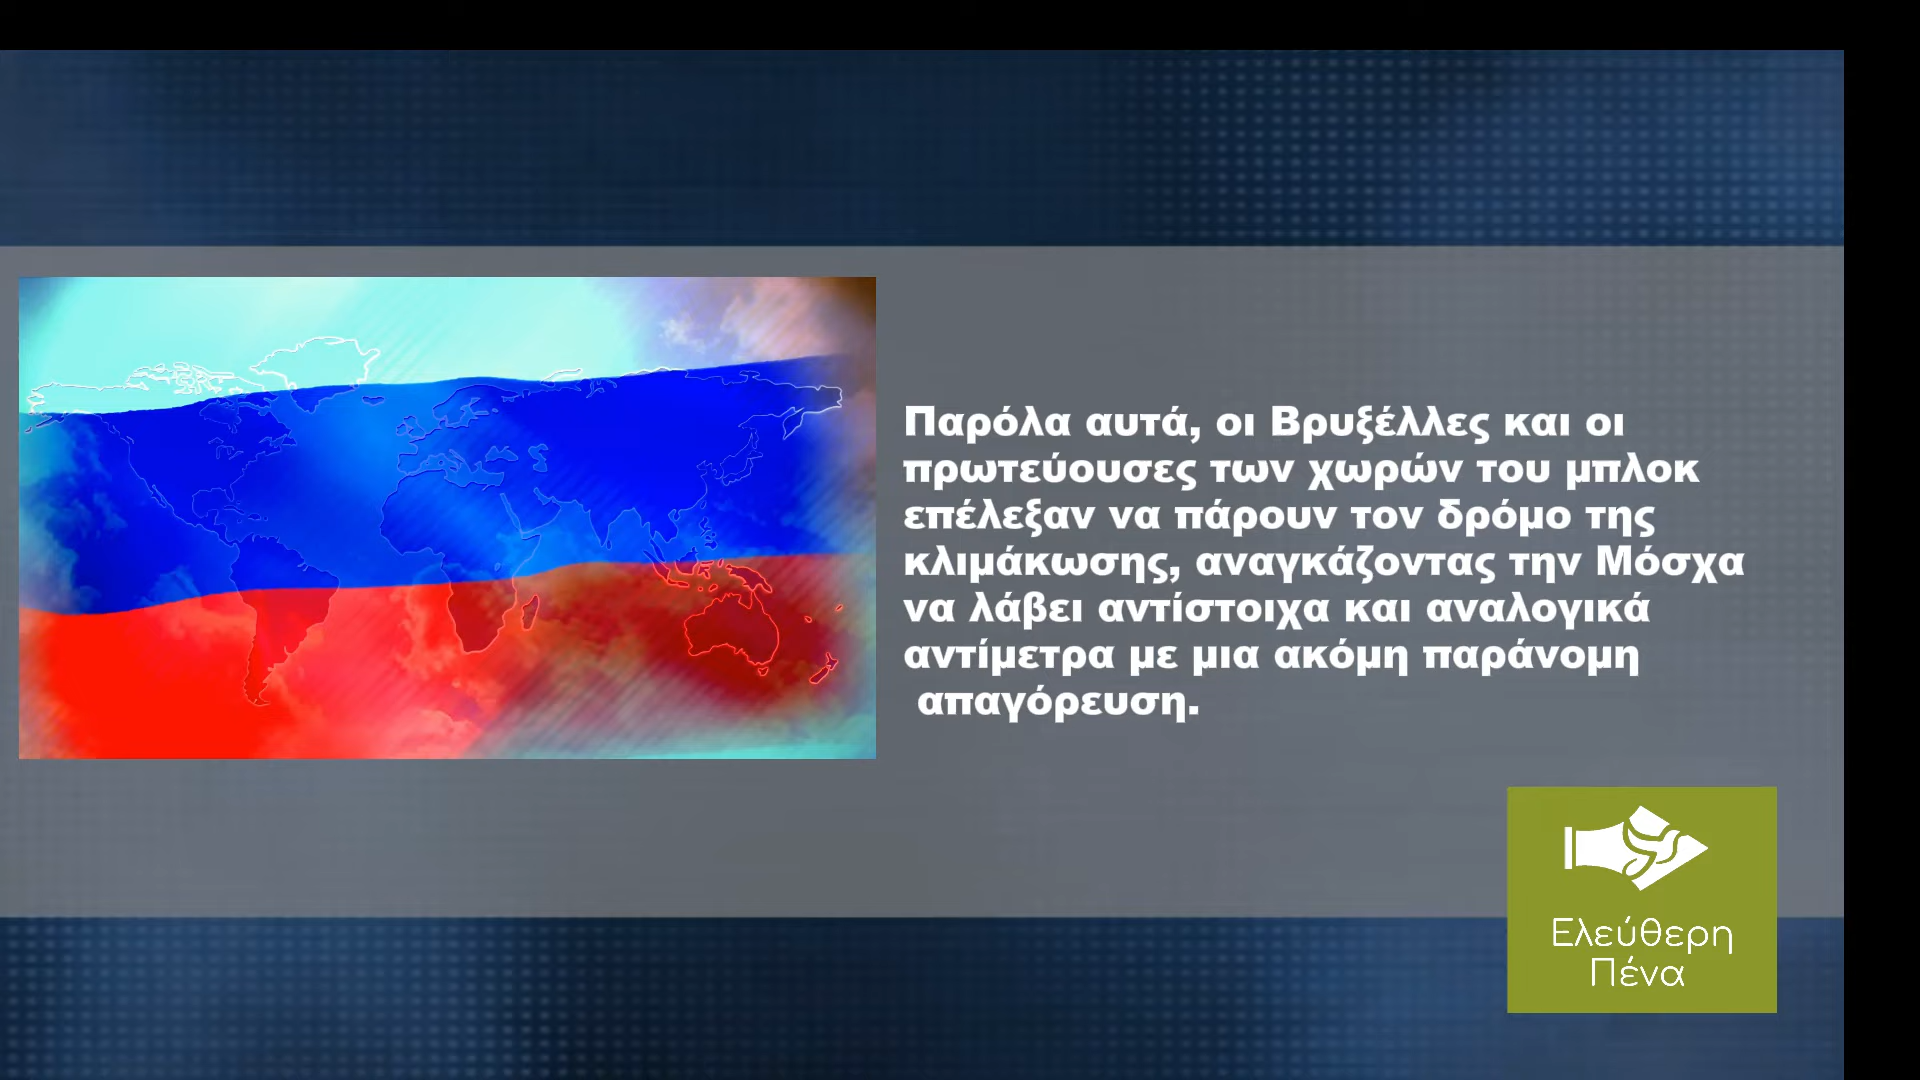 Παρόλα αυτά, οι Βρυξέλλες και οι
πρωτεύουσες των χωρών του μπλοκ
επέλεξαν να πάρουν τον δρόμο της
κλιμάκωσης, αναγκάζοντας την Μόσχα
να λάβει αντίστοιχα και αναλογικά
αντίμετρα με μια ακόμη παράνομη
απαγόρευση.
Ελεύθερη
Πένα